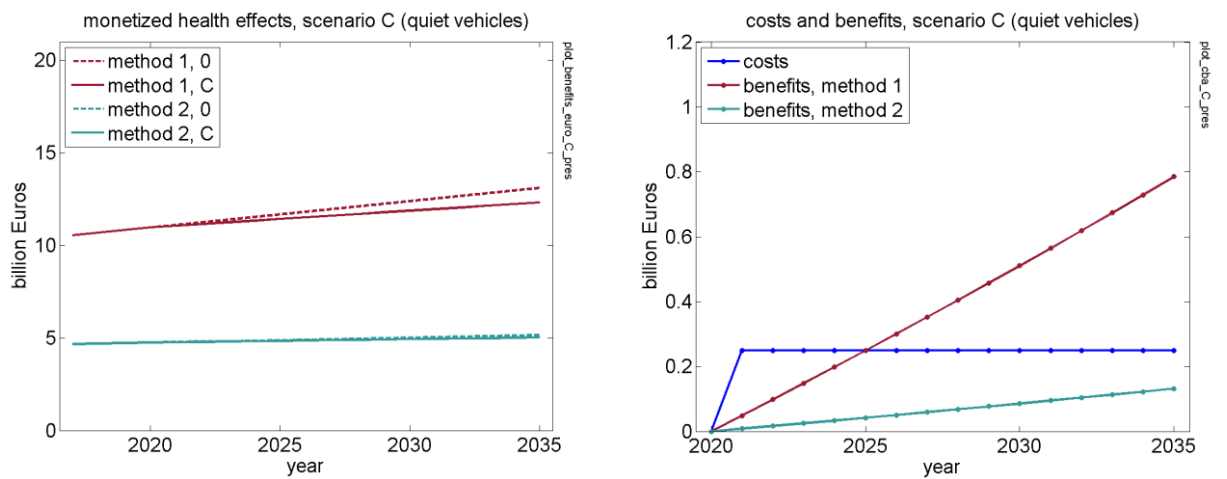 monetized health effects, scenario C (quiet vehicles)
20
15
10
5
0
billion Euros
method 1, 0
method 1, C
method 2, 0
method 2, C
plot_benefits_euro_C_pres
2020
2025
2030
2035
year
costs and benefits, scenario C (quiet vehicles)
1.2
1
0.8
0.6
0.4
0.2
0
billion Euros
costs
benefits, method 1
benefits, method 2
plot_cba_C_pres
2020
2025
2030
2035
year